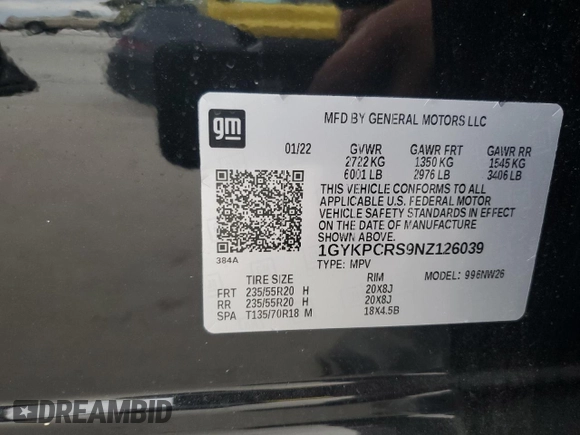 gm
MFD BY GENERAL MOTORS LLC
01/22 GVWR GAWR FRT GAWR RR
2722 KG 1350 KG 1545 KG
6001 LB 2976 LB 3406 LB
THIS VEHICLE CONFORMS TO ALL
APPLICABLE U.S. FEDERAL MOTOR
VEHICLE SAFETY STANDARDS IN EFFECT
ON THE DATE OF MANUFACTURE
SHOWN ABOVE.
384A
1GYKPCRS9NZ126039
TYPE: MPV MODEL: 996NW26
TIRE SIZE RIM
FRT 235/55R20 H 20X8J
RR 235/55R20 H 20X8J
SPA T135/70R18 M 18X4.5B
DREAMBID